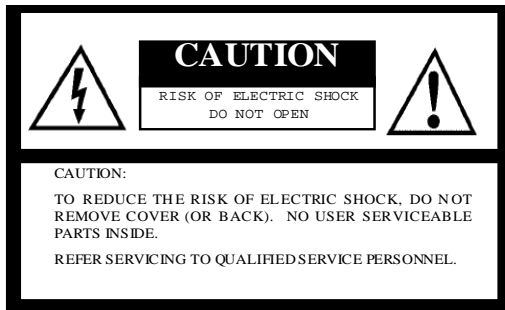 CAUTION
RISK OF ELECTRIC SHOCK
DO NOT OPEN
CAUTION:
TO REDUCE THE RISK OF ELECTRIC SHOCK, DO NOT
REMOVE COVER (OR BACK). NO USER SERVICEABLE
PARTS INSIDE.
REFER SERVICING TO QUALIFIED SERVICE PERSONNEL.